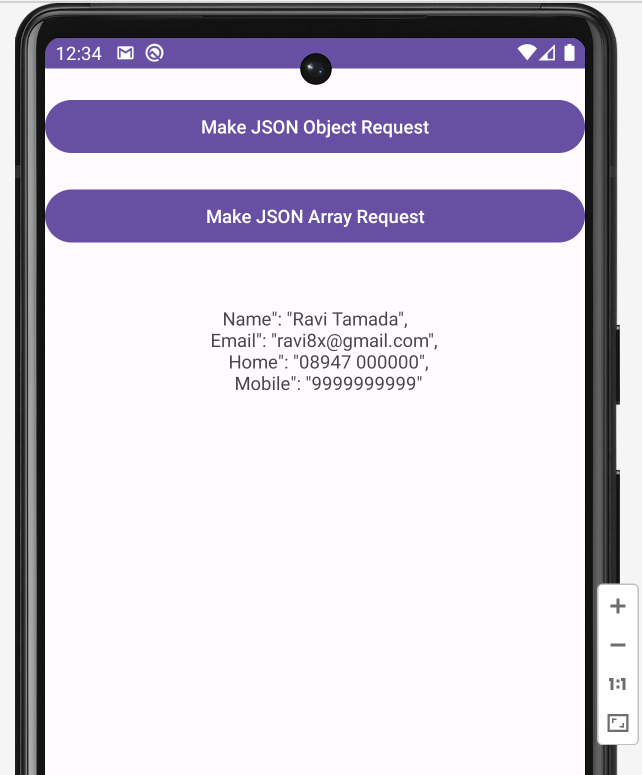 12:34
Make JSON Object Request
Make JSON Array Request
Name": "Ravi Tamada",
Email": "ravi8x@gmail.com",
Home": "08947 000000",
Mobile": "9999999999"
1:1